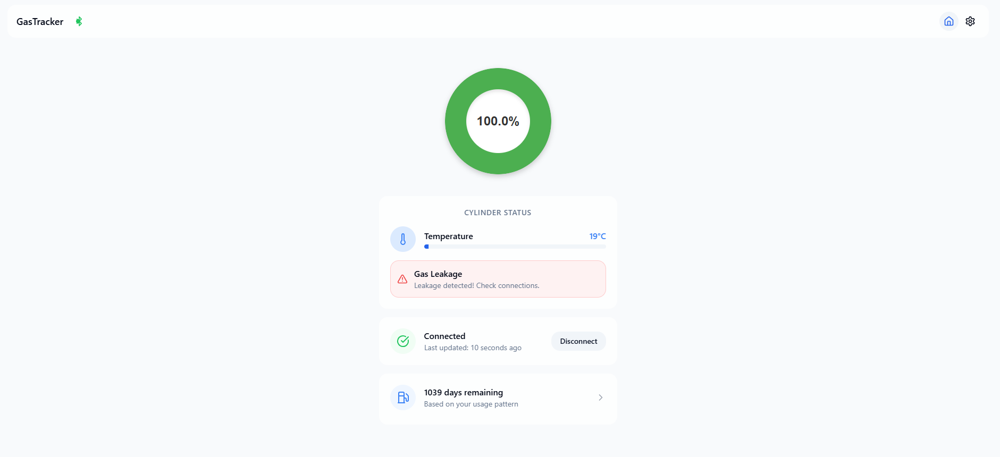 GasTracker
100.0%
CYLINDER STATUS
Temperature 19°C
Gas Leakage
Leakage detected! Check connections.
Connected
Last updated: 10 seconds ago
Disconnect
1039 days remaining
Based on your usage pattern